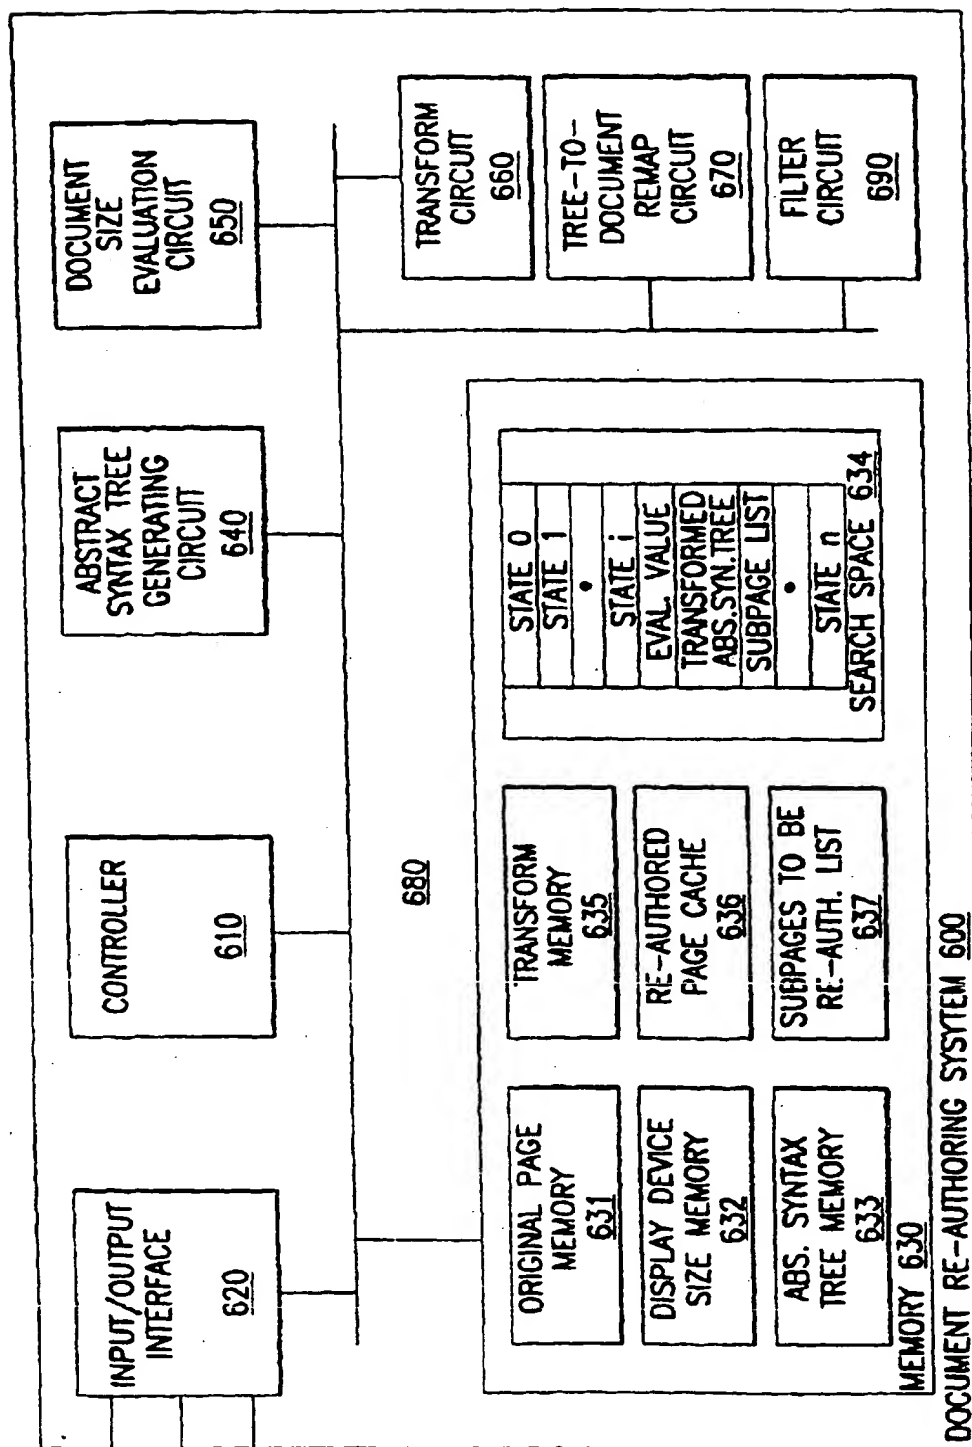 INPUT/OUTPUT
INTERFACE
620
CONTROLLER
610
ABSTRACT
SYNTAX TREE
GENERATING
CIRCUIT
640
DOCUMENT
SIZE
EVALUATION
CIRCUIT
650
680
TRANSFORM
CIRCUIT
660
TREE-TO-
DOCUMENT
REMAP
CIRCUIT
670
FILTER
CIRCUIT
690
ORIGINAL PAGE
MEMORY
631
DISPLAY DEVICE
SIZE MEMORY
632
ABS. SYNTAX
TREE MEMORY
633
TRANSFORM
MEMORY
635
RE-AUTHORED
PAGE CACHE
636
SUBPAGES TO BE
RE-AUTH. LIST
637
STATE 0
STATE 1
•
STATE i
EVAL. VALUE
TRANSFORMED
ABS.SYN.TREE
SUBPAGE LIST
•
STATE n
SEARCH SPACE 634
MEMORY 630
DOCUMENT RE-AUTHORING SYSYTEM 600